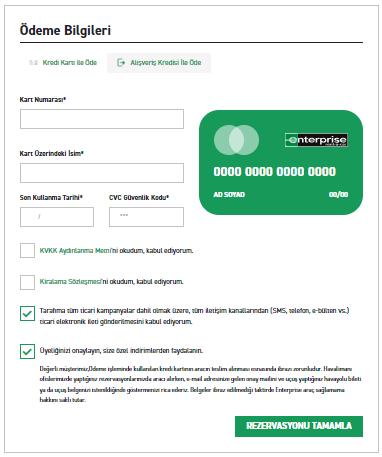 Ödeme Bilgileri
Kredi Kartı ile Öde
Alışveriş Kredisi İle Öde
Kart Numarası*
enterprise
0000 0000 0000 0000
AD SOYAD
00/00
Kart Üzerindeki İsim*
Son Kullanma Tarihi*
CVC Güvenlik Kodu*
/
***
KVKK Aydınlanma Metni'ni okudum, kabul ediyorum.
Kiralama Sözleşmesi'ni okudum, kabul ediyorum.
Tarafıma tüm ticari kampanyalar dahil olmak üzere, tüm iletişim kanallarından (SMS, telefon, e-bülten vs.)
ticari elektronik ileti gönderilmesini kabul ediyorum.
Üyeliğinizi onaylayın, size özel indirimlerden faydalanın.
Değerli müşterimiz,Ödeme işleminde kullanılan kredi kartının aracın teslim alınması esnasında ibrazı zorunludur. Havalimanı
ofislerimizde yaptığınız rezervasyonlarınızda aracı alırken, e-mail adresinize gelen onay mailini ve uçuş yaptığınız havayolu bileti
ya da uçuş belgenizi istenildiğinde göstermenizi rica ederiz. Belgeler ibraz edilmediği taktirde Enterprise araç sağlamama
hakkını saklı tutar.
REZERVASYONU TAMAMLA